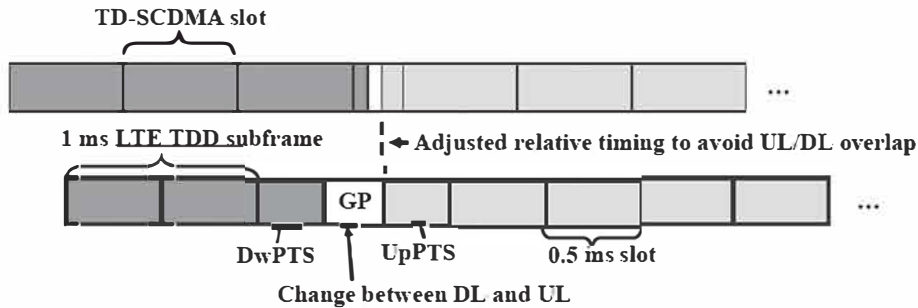 TD-SCDMA slot
...
1 ms LTE TDD subframe
Adjusted relative timing to avoid UL/DL overlap
GP
...
DwPTS
UpPTS
0.5 ms slot
Change between DL and UL